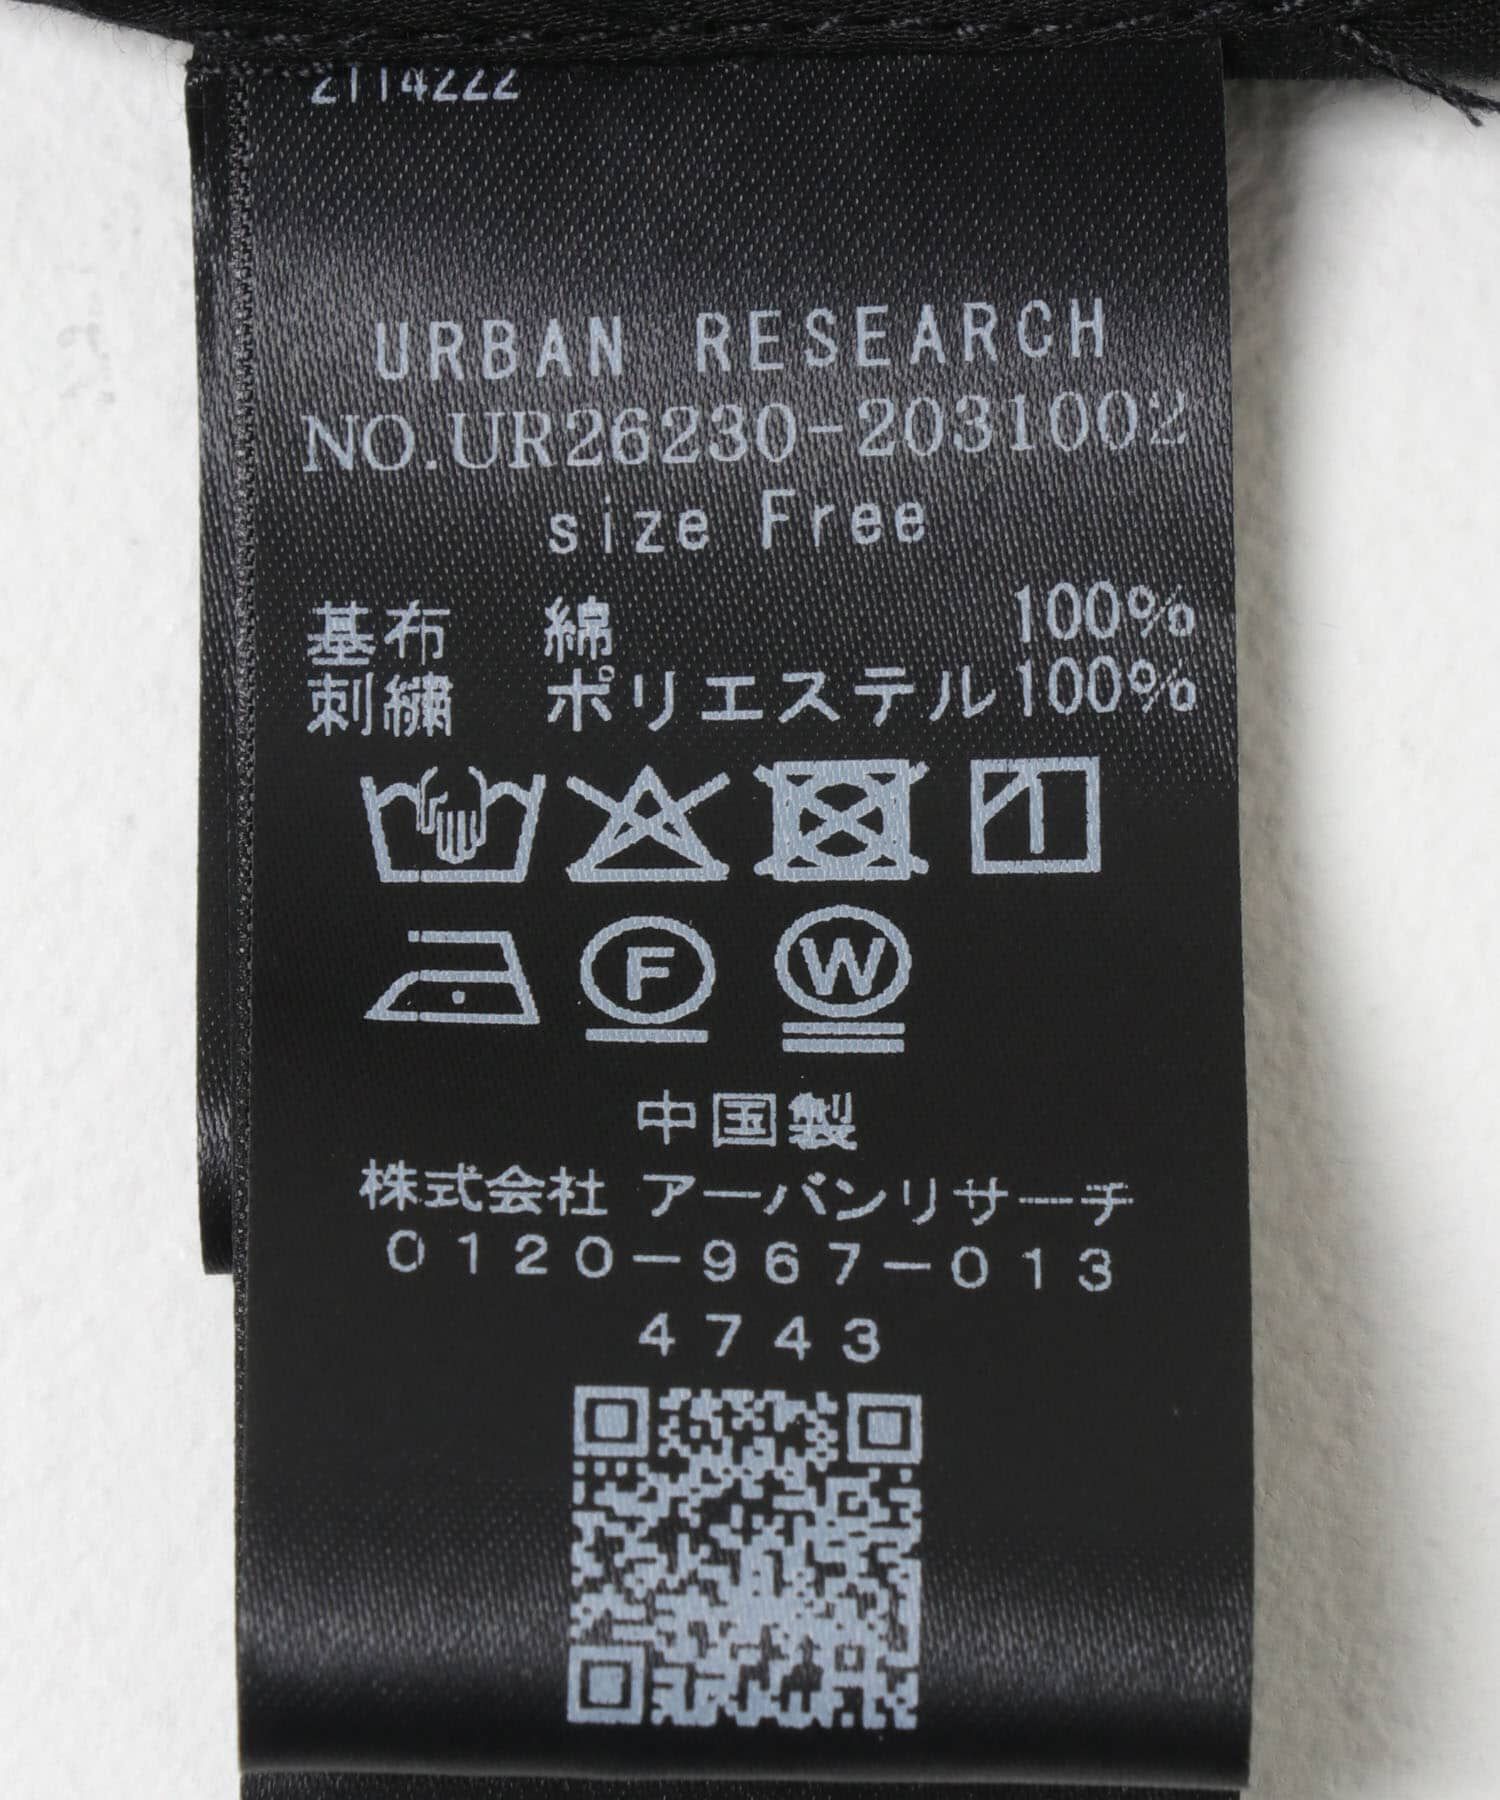 2114222
URBAN RESEARCH
NO.UR26230-2031002
size Free
基布 綿 100%
刺繍 ポリエステル100%
F W
中国製
株式会社 アーバンリサーチ
0120-967-013
4743